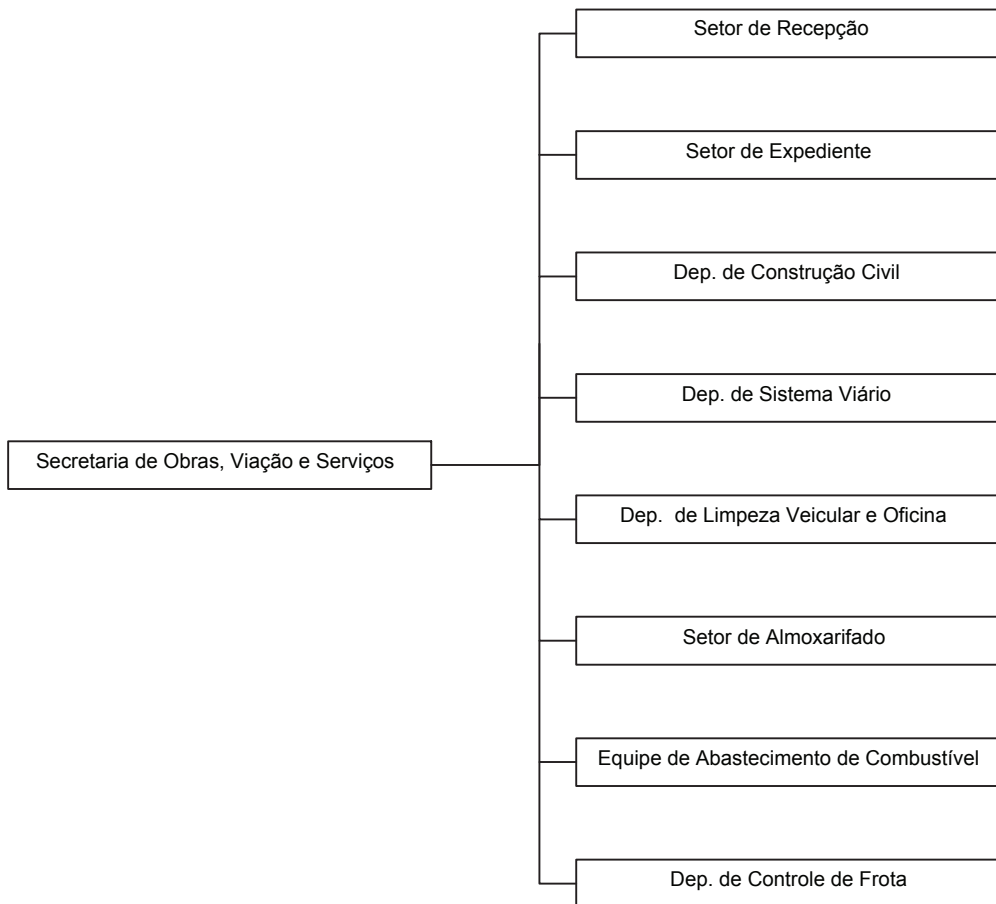 Setor de Recepção
Setor de Expediente
Dep. de Construção Civil
Dep. de Sistema Viário
Secretaria de Obras, Viação e Serviços
Dep. de Limpeza Veicular e Oficina
Setor de Almoxarifado
Equipe de Abastecimento de Combustível
Dep. de Controle de Frota